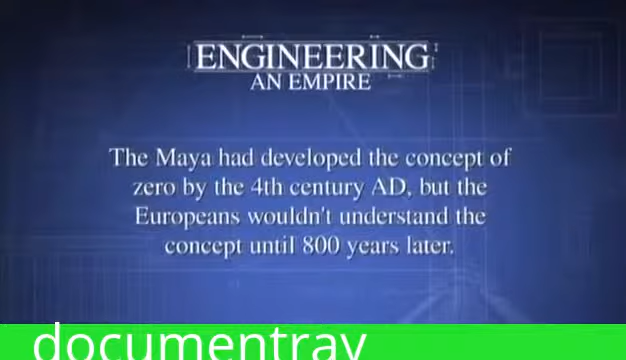 ENGINEERING
AN EMPIRE
The Maya had developed the concept of
zero by the 4th century AD, but the
Europeans wouldn't understand the
concept until 800 years later.
documentray